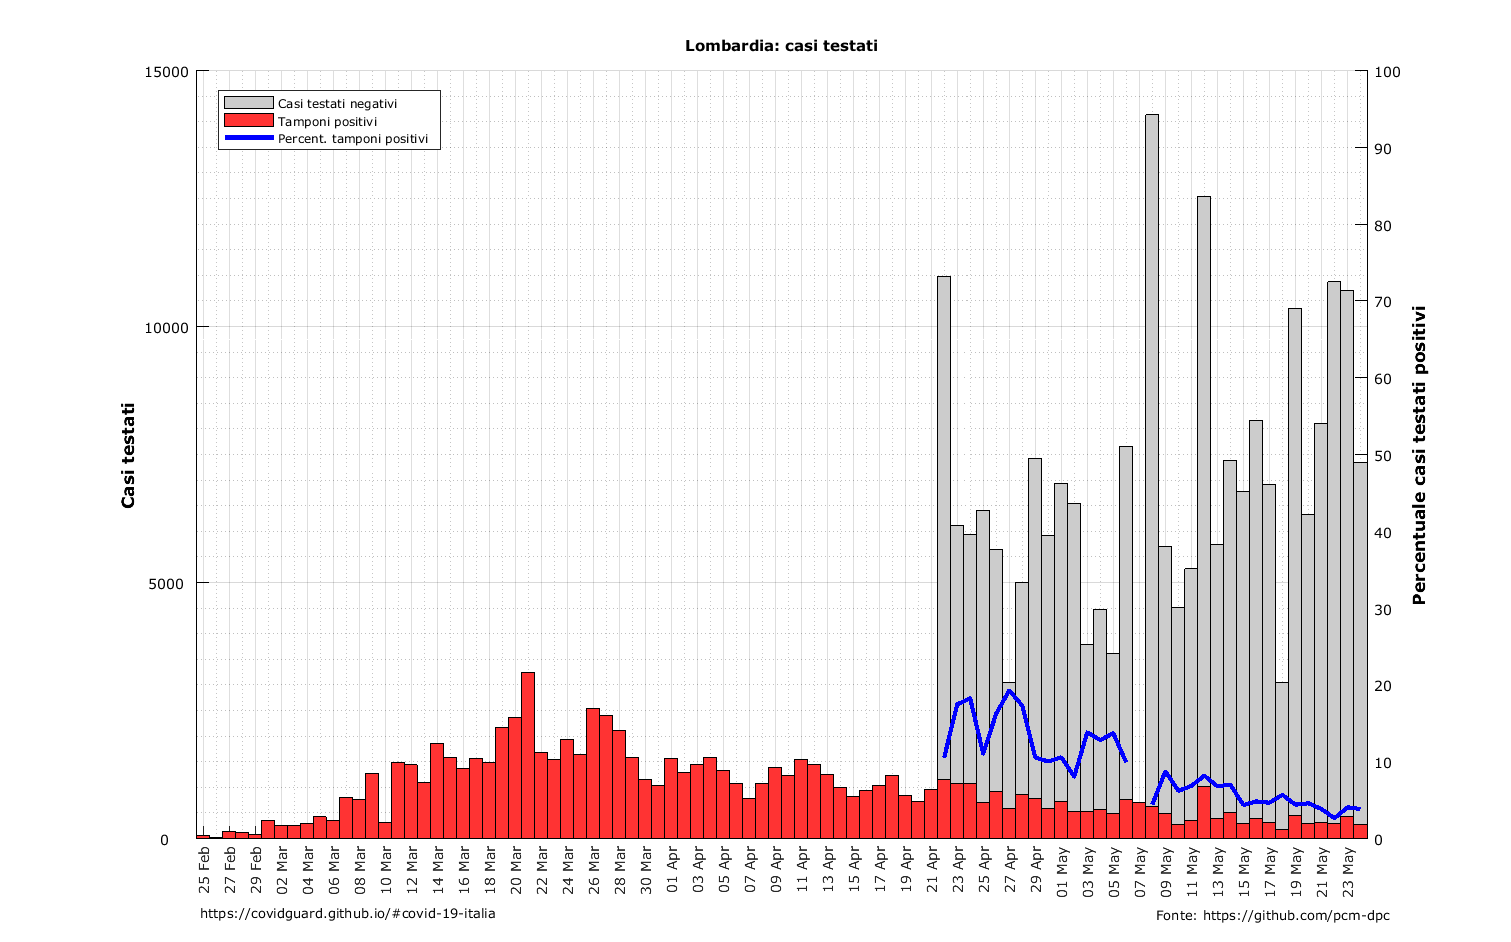 Lombardia: casi testati
15000
10000
5000
0
Casi testati
Casi testati negativi
Tamponi positivi
Percent. tamponi positivi
100
90
80
70
60
50
40
30
20
10
0
Percentuale casi testati positivi
25 Feb
27 Feb
29 Feb
02 Mar
04 Mar
06 Mar
08 Mar
10 Mar
12 Mar
14 Mar
16 Mar
18 Mar
20 Mar
22 Mar
24 Mar
26 Mar
28 Mar
30 Mar
01 Apr
03 Apr
05 Apr
07 Apr
09 Apr
11 Apr
13 Apr
15 Apr
17 Apr
19 Apr
21 Apr
23 Apr
25 Apr
27 Apr
29 Apr
01 May
03 May
05 May
07 May
09 May
11 May
13 May
15 May
17 May
19 May
21 May
23 May
https://covidguard.github.io/#covid-19-italia
Fonte: https://github.com/pcm-dpc